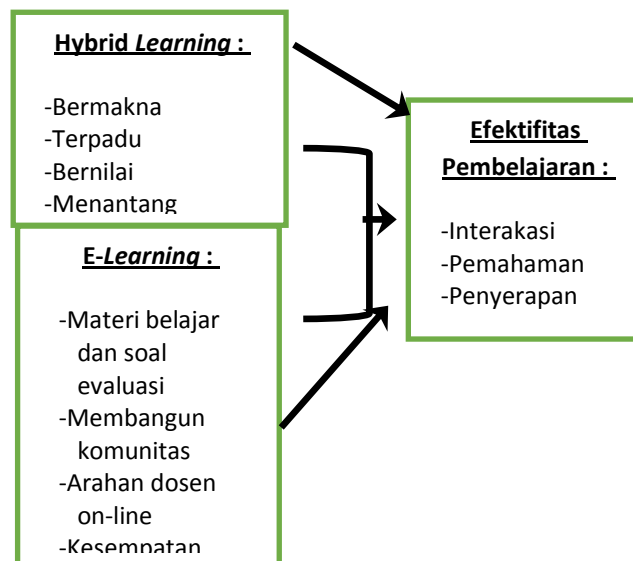 Hybrid Learning :
-Bermakna
-Terpadu
-Bernilai
-Menantang
E-Learning :
-Materi belajar
dan soal
evaluasi
-Membangun
komunitas
-Arahan dosen
on-line
-Kesempatan
Efektifitas
Pembelajaran :
-Interakasi
-Pemahaman
-Penyerapan